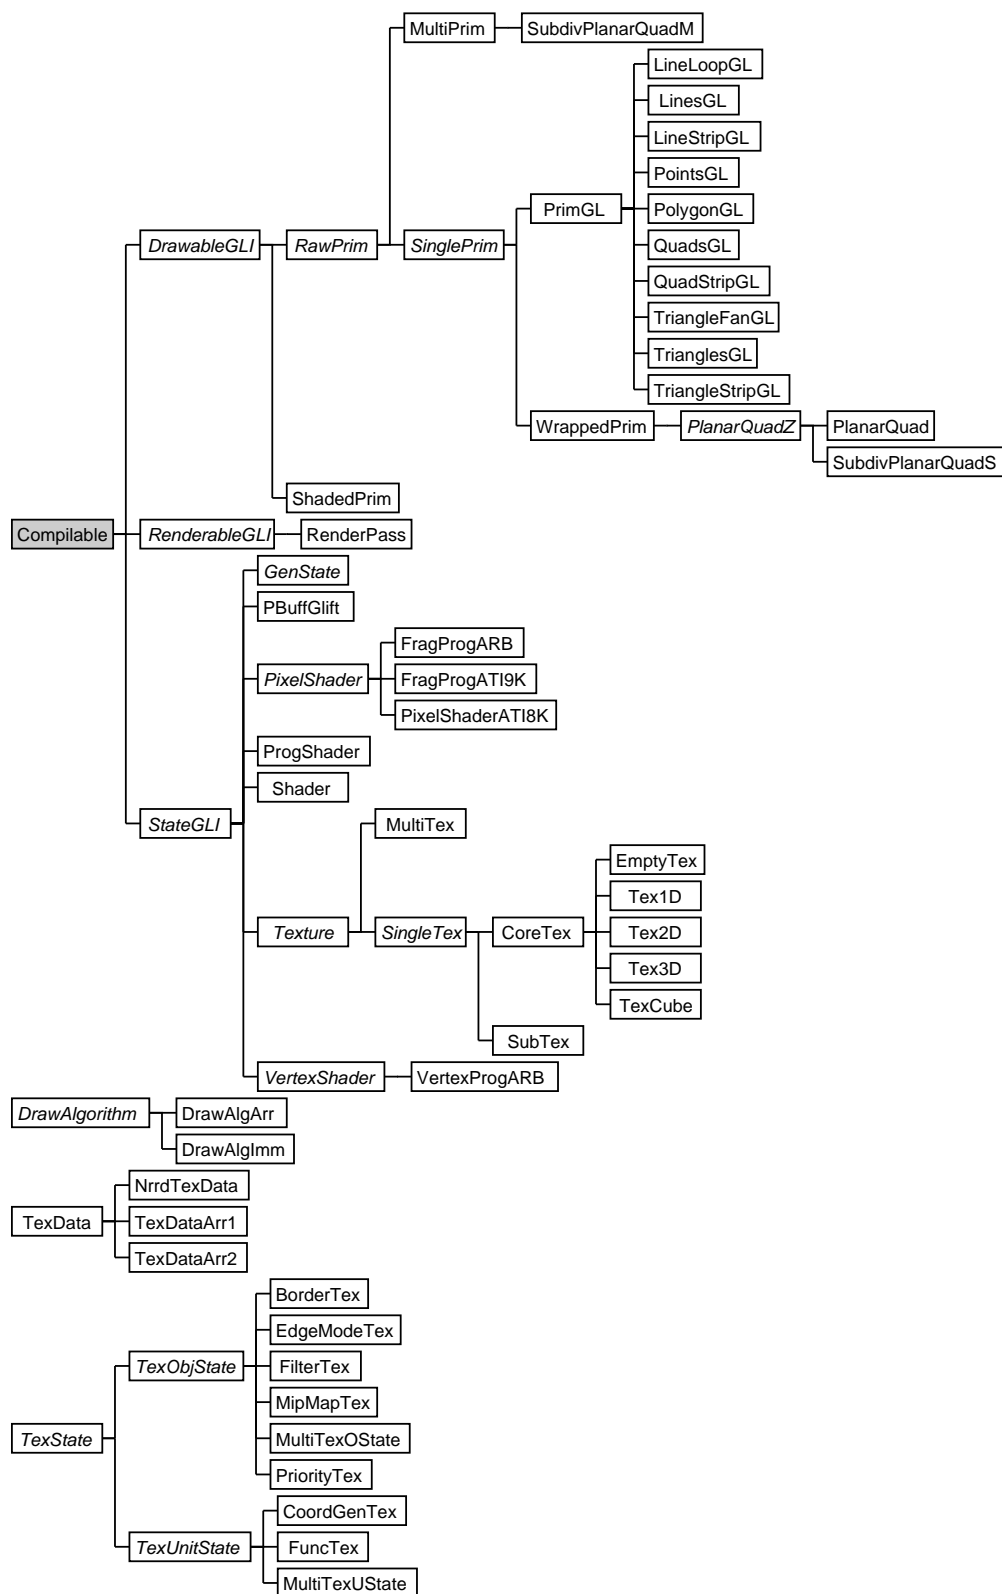 MultiPrim
SubdivPlanarQuadM
LineLoopGL
LinesGL
LineStripGL
PointsGL
PrimGL
PolygonGL
DrawableGLI
RawPrim
SinglePrim
QuadsGL
QuadStripGL
TriangleFanGL
TrianglesGL
TriangleStripGL
WrappedPrim
PlanarQuadZ
PlanarQuad
SubdivPlanarQuadS
ShadedPrim
Compilable
RenderableGLI
RenderPass
GenState
PBuffGlift
FragProgARB
PixelShader
FragProgATI9K
PixelShaderATI8K
ProgShader
Shader
StateGLI
MultiTex
EmptyTex
Tex1D
Texture
SingleTex
CoreTex
Tex2D
Tex3D
TexCube
SubTex
VertexShader
VertexProgARB
DrawAlgorithm
DrawAlgArr
DrawAlgImm
NrrdTexData
TexData
TexDataArr1
TexDataArr2
BorderTex
EdgeModeTex
TexObjState
FilterTex
MipMapTex
TexState
MultiTexOState
PriorityTex
CoordGenTex
TexUnitState
FuncTex
MultiTexUState